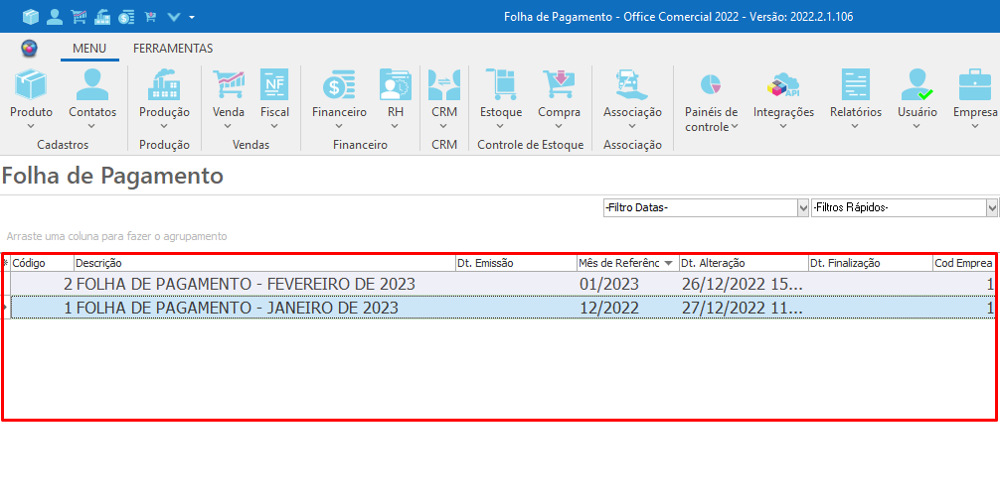 Folha de Pagamento - Office Comercial 2022 - Versão: 2022.2.1.106
MENU FERRAMENTAS
Produto Contatos Produção Venda Fiscal Financeiro RH CRM Estoque Compra Associação Painéis de controle Integrações Relatórios Usuário Empresa
Cadastros Produção Vendas Financeiro CRM Controle de Estoque Associação
Folha de Pagamento
-Filtro Datas- -Filtros Rápidos-
Arraste uma coluna para fazer o agrupamento
Código Descrição Dt. Emissão Mês de Referênc Dt. Alteração Dt. Finalização Cod Emprea
2 FOLHA DE PAGAMENTO - FEVEREIRO DE 2023 01/2023 26/12/2022 15... 1
1 FOLHA DE PAGAMENTO - JANEIRO DE 2023 12/2022 27/12/2022 11... 1